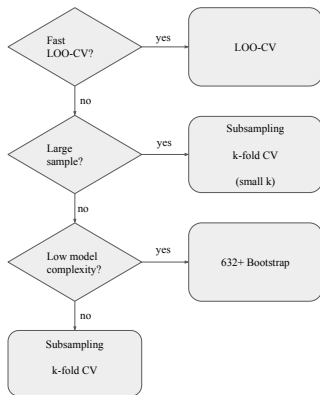 Fast
LOO-CV?
yes
LOO-CV
no
Large
sample?
yes
Subsampling
k-fold CV
(small k)
no
Low model
complexity?
yes
632+ Bootstrap
no
Subsampling
k-fold CV